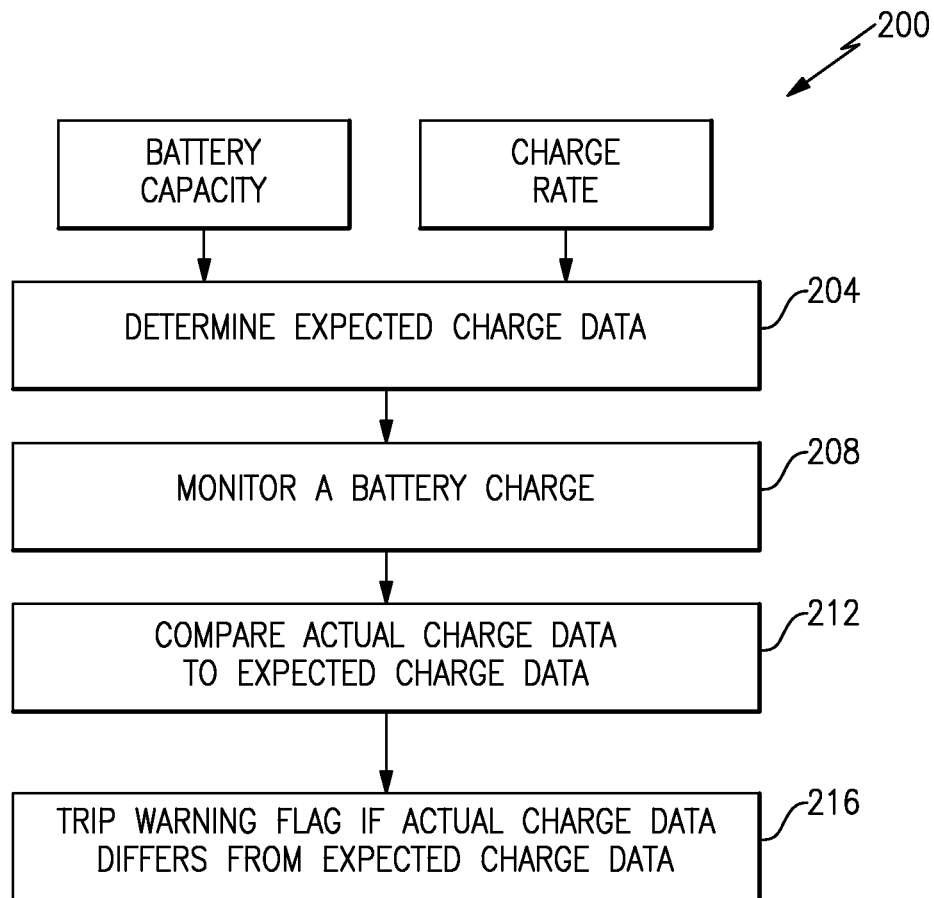 200
BATTERY
CAPACITY
CHARGE
RATE
204
DETERMINE EXPECTED CHARGE DATA
208
MONITOR A BATTERY CHARGE
212
COMPARE ACTUAL CHARGE DATA
TO EXPECTED CHARGE DATA
216
TRIP WARNING FLAG IF ACTUAL CHARGE DATA
DIFFERS FROM EXPECTED CHARGE DATA